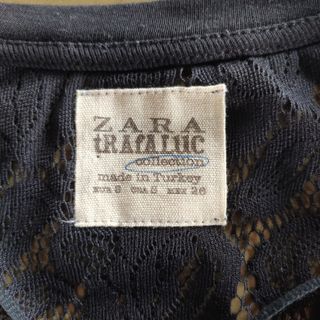 ZARA
tRafaluc
collection
made in Turkey
EUR S USA S MEX 26